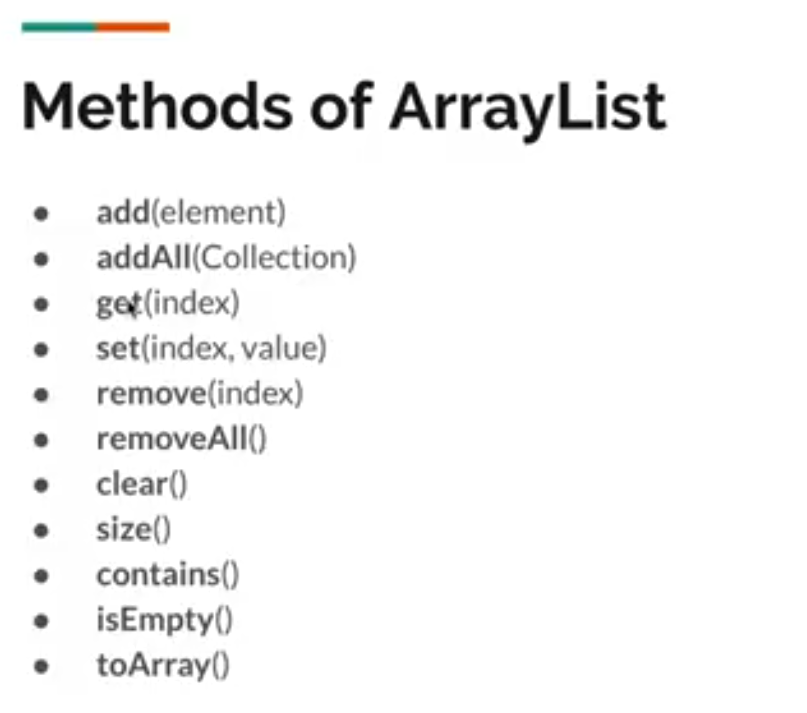 Methods of ArrayList
● add(element)
● addAll(Collection)
● get(index)
● set(index, value)
● remove(index)
● removeAll()
● clear()
● size()
● contains()
● isEmpty()
● toArray()